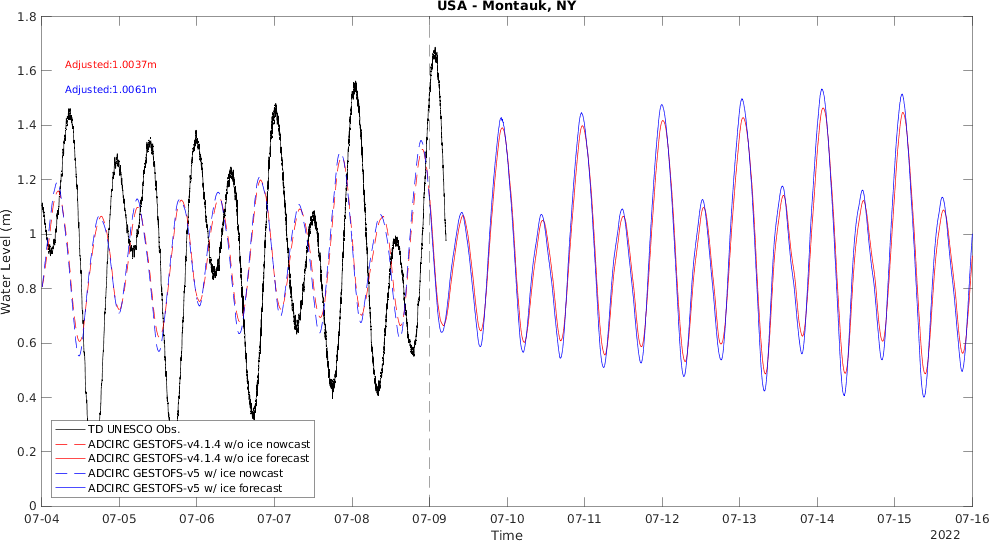 USA - Montauk, NY
1.8
1.6
1.4
1.2
1
0.8
0.6
0.4
0.2
0
Water Level (m)
Adjusted:1.0037m
Adjusted:1.0061m
TD UNESCO Obs.
ADCIRC GESTOFS-v4.1.4 w/o ice nowcast
ADCIRC GESTOFS-v4.1.4 w/o ice forecast
ADCIRC GESTOFS-v5 w/ ice nowcast
ADCIRC GESTOFS-v5 w/ ice forecast
07-04 07-05 07-06 07-07 07-08 07-09 07-10 07-11 07-12 07-13 07-14 07-15 07-16
Time
2022